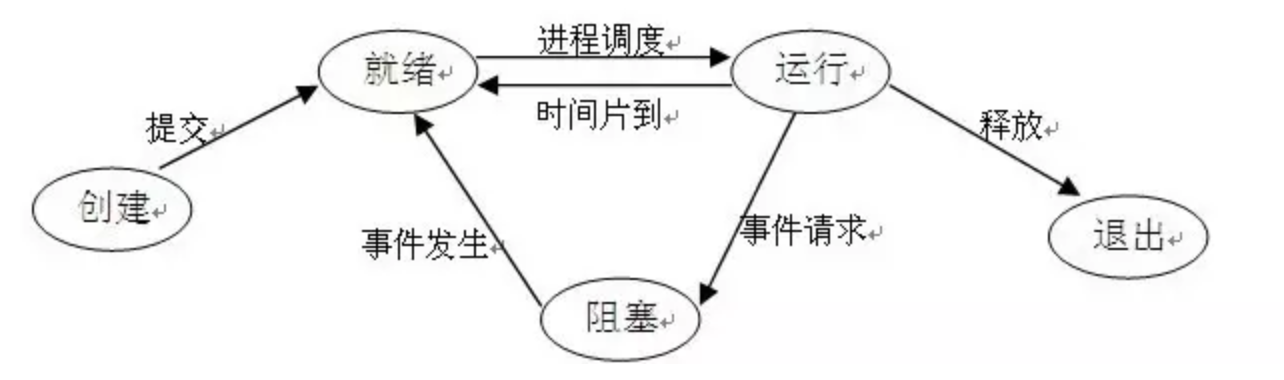 进程调度
就绪
运行
时间片到
提交
释放
创建
事件发生
事件请求
退出
阻塞